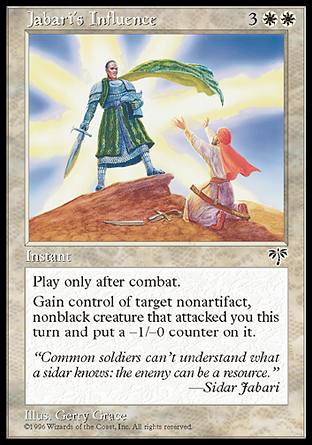 Jabari's Influence 3
Instant
Play only after combat.
Gain control of target nonartifact,
nonblack creature that attacked you this
turn and put a –1/–0 counter on it.
"Common soldiers can't understand what
a sidar knows: the enemy can be a resource."
—Sidar Jabari
Illus. Gerry Grace
©1996 Wizards of the Coast, Inc. All rights reserved.